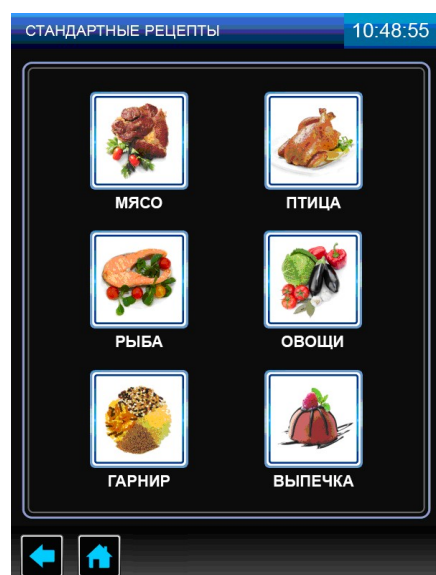 СТАНДАРТНЫЕ РЕЦЕПТЫ 10:48:55
МЯСО ПТИЦА
РЫБА ОВОЩИ
ГАРНИР ВЫПЕЧКА